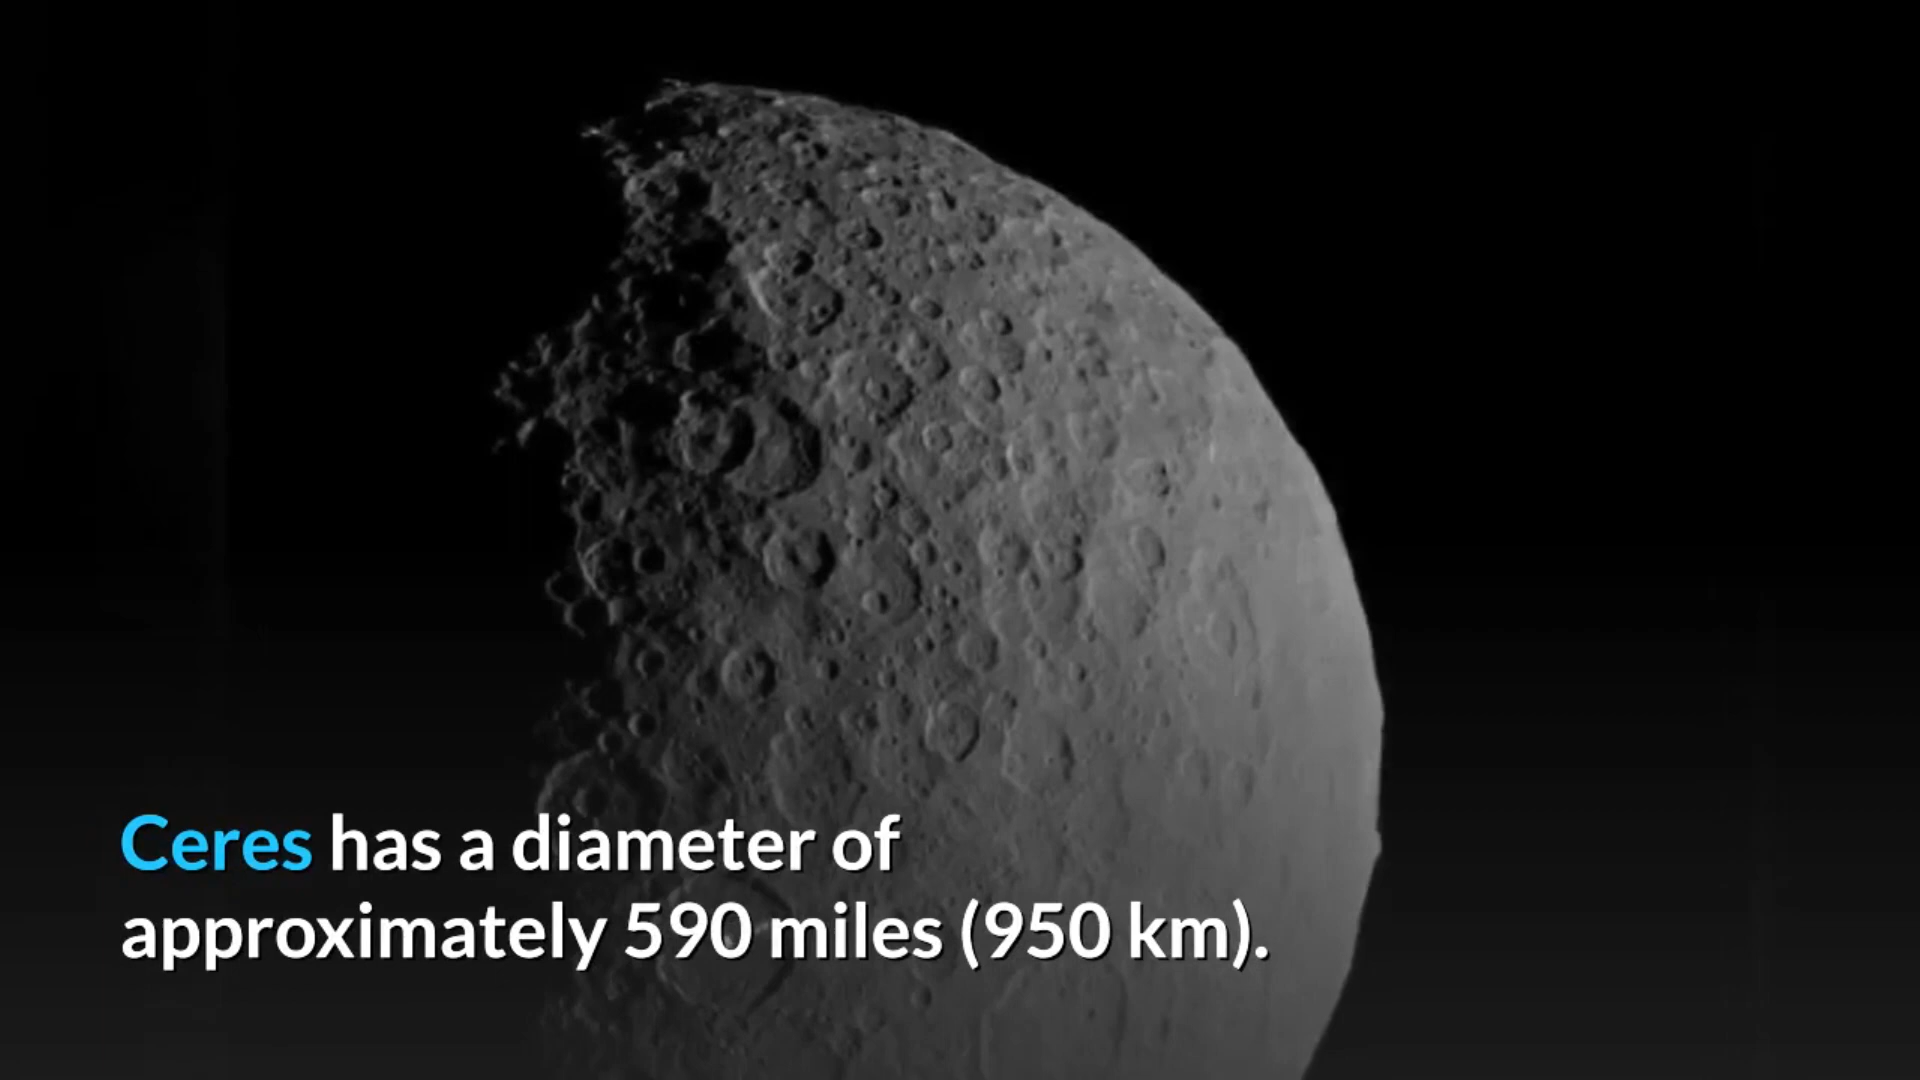 Ceres has a diameter of
approximately 590 miles (950 km).